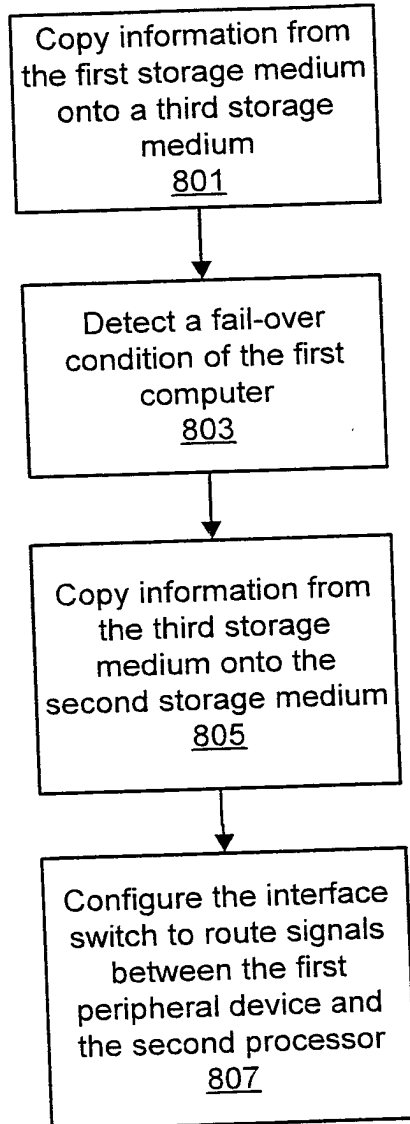 Copy information from
the first storage medium
onto a third storage
medium
801
Detect a fail-over
condition of the first
computer
803
Copy information from
the third storage
medium onto the
second storage medium
805
Configure the interface
switch to route signals
between the first
peripheral device and
the second processor
807